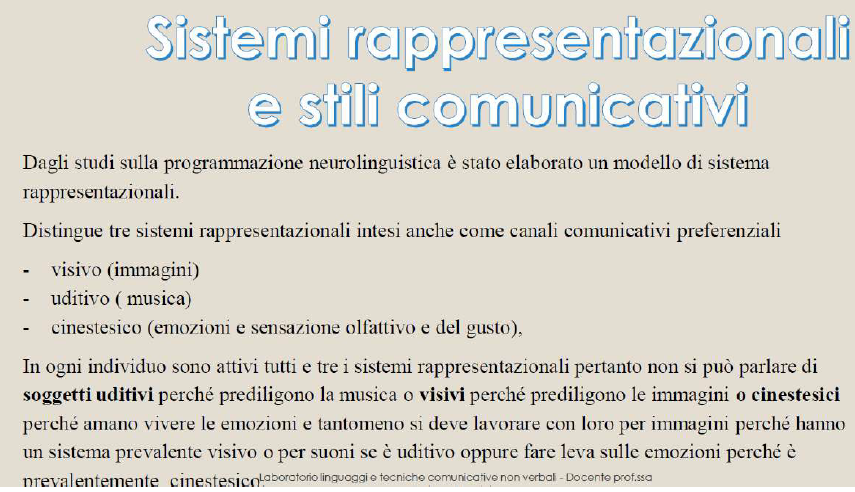 Sistemi rappresentazionali
e stili comunicativi
Dagli studi sulla programmazione neurolinguistica è stato elaborato un modello di sistema
rappresentazionali.
Distingue tre sistemi rappresentazionali intesi anche come canali comunicativi preferenziali
- visivo (immagini)
- uditivo ( musica)
- cinestesico (emozioni e sensazione olfattivo e del gusto),
In ogni individuo sono attivi tutti e tre i sistemi rappresentazionali pertanto non si può parlare di
soggetti uditivi perché prediligono la musica o visivi perché prediligono le immagini o cinestesici
perché amano vivere le emozioni e tantomeno si deve lavorare con loro per immagini perché hanno
un sistema prevalente visivo o per suoni se è uditivo oppure fare leva sulle emozioni perché è
prevalentemente cinestesico.
Laboratorio linguaggi e tecniche comunicative non verbali - Docente prof.ssa